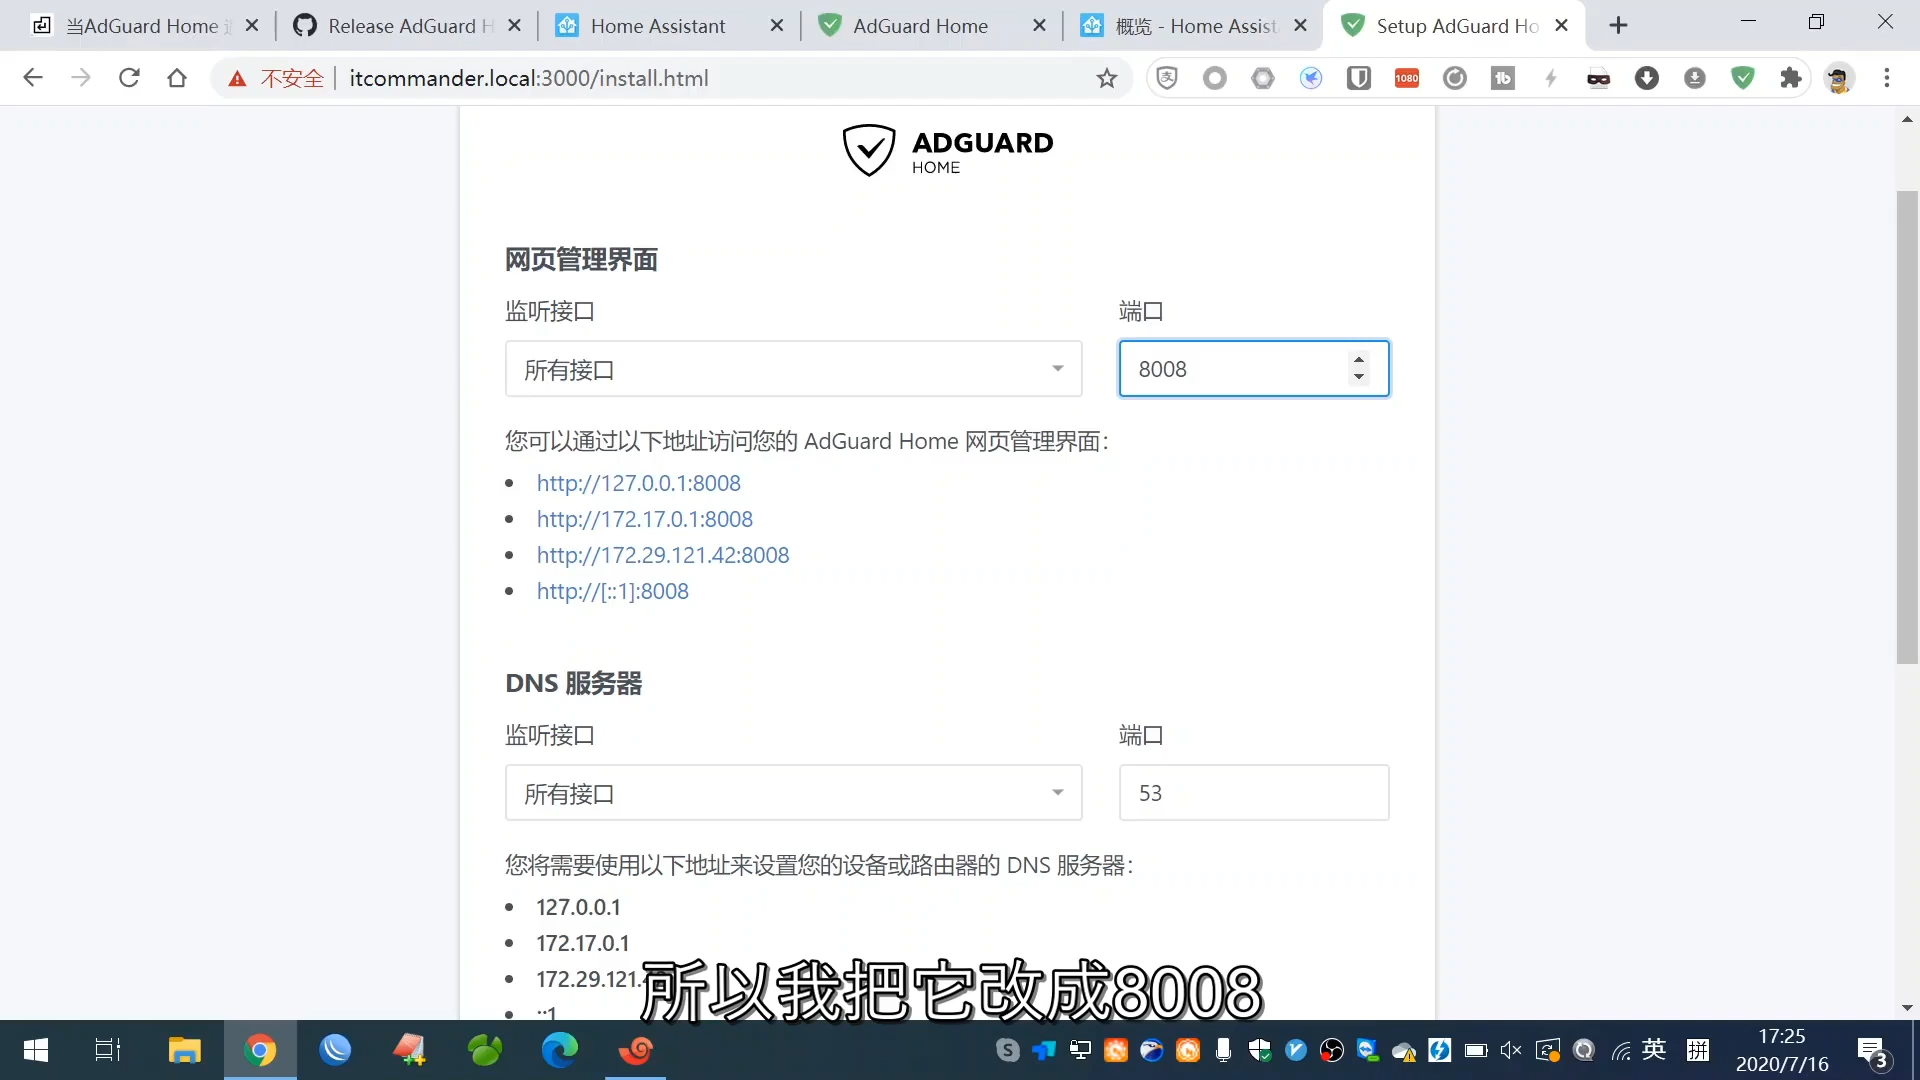 当AdGuard Home
Release AdGuard H
Home Assistant
AdGuard Home
概览 - Home Assist
Setup AdGuard Ho
不安全
itcommander.local:3000/install.html
1080
ADGUARD
HOME
网页管理界面
监听接口
端口
所有接口
8008
您可以通过以下地址访问您的 AdGuard Home 网页管理界面：
http://127.0.0.1:8008
http://172.17.0.1:8008
http://172.29.121.42:8008
http://[::1]:8008
DNS 服务器
监听接口
端口
所有接口
53
您将需要使用以下地址来设置您的设备或路由器的 DNS 服务器：
127.0.0.1
172.17.0.1
172.29.121.
::1
所以我把它改成8008
英
拼
17:25
2020/7/16
3